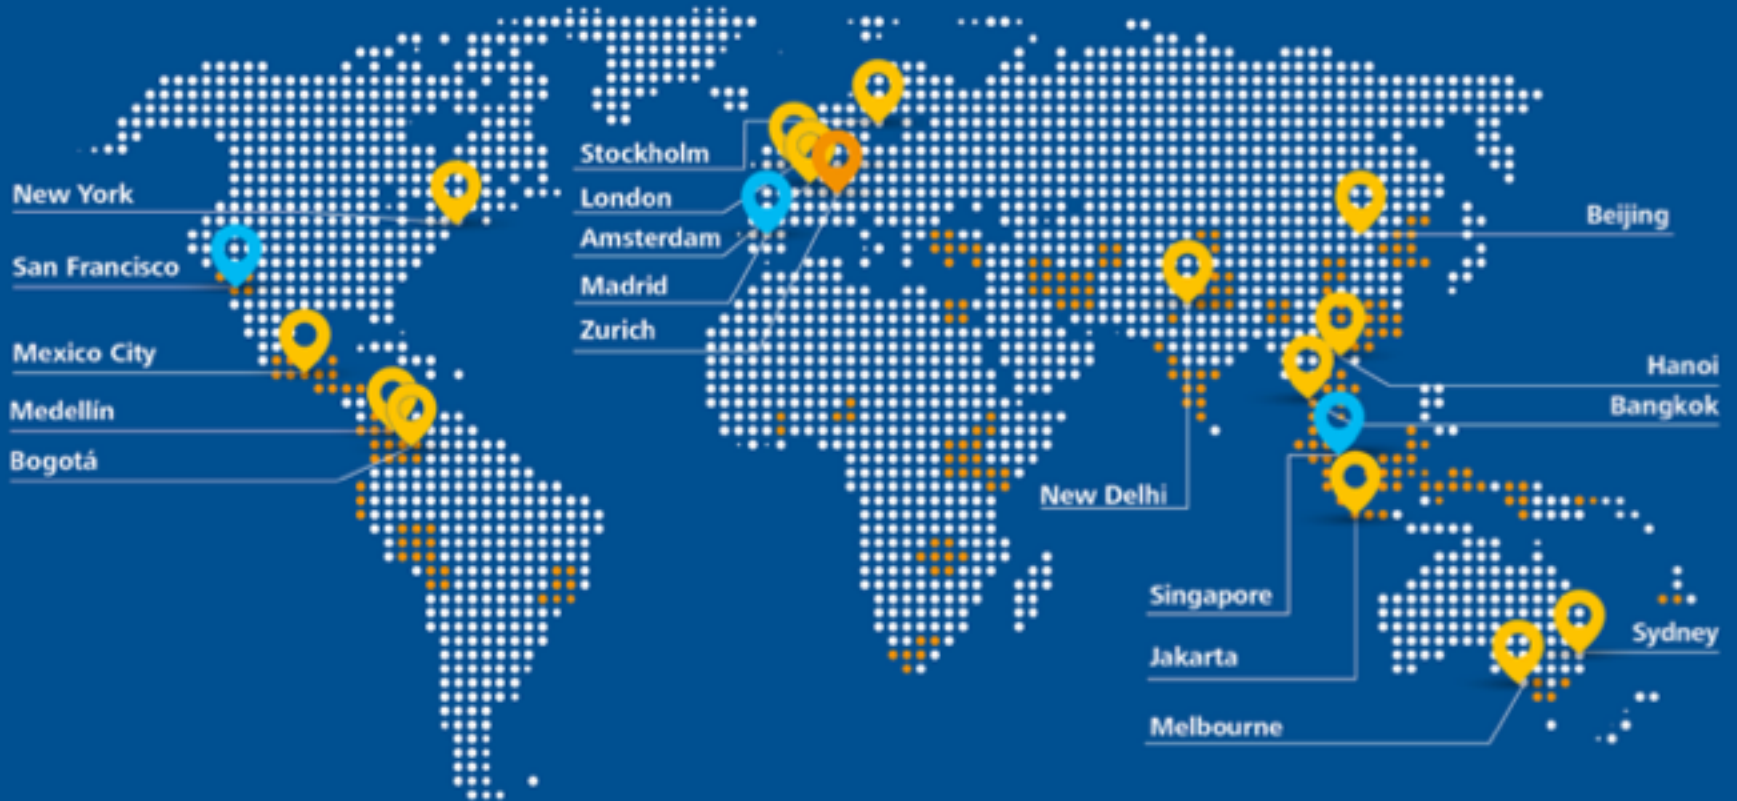 New York
San Francisco
Mexico City
Medellín
Bogotá
Stockholm
London
Amsterdam
Madrid
Zurich
Beijing
Hanoi
Bangkok
New Delhi
Singapore
Jakarta
Melbourne
Sydney